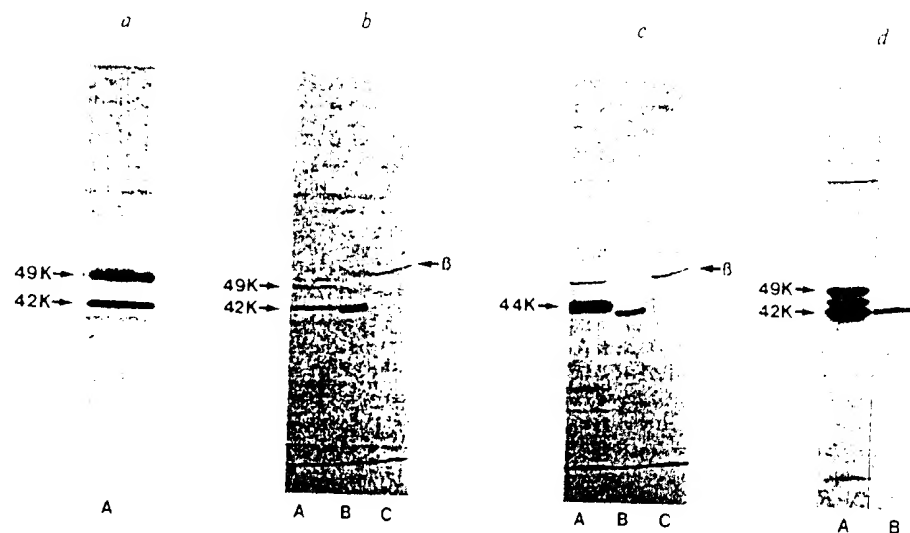 a
b
c
d
49K→
42K→
A
49K→
42K→
←β
A B C
44K→
←β
A B C
49K→
42K→
A B